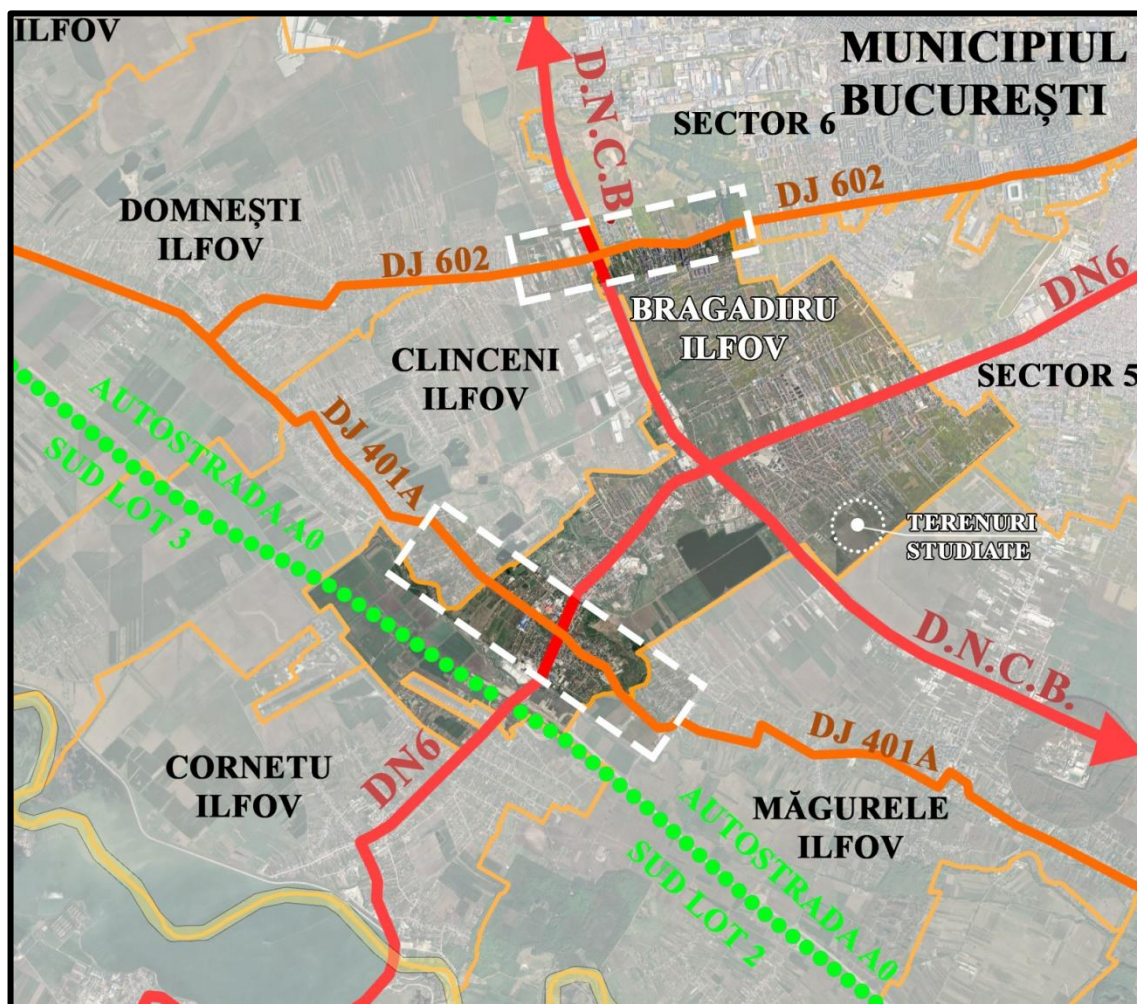 ILFOV
MUNICIPIUL
BUCUREȘTI
D.N.C.B.
SECTOR 6
DJ 602
DOMNEȘTI
ILFOV
DJ 602
DN6
BRAGADIRU
ILFOV
CLINCENI
ILFOV
SECTOR 5
AUTOSTRADA A0
SUD LOT 3
DJ 401A
TERENURI
STUDIATE
D.N.C.B.
DN6
DJ 401A
CORNETU
ILFOV
MĂGURELE
ILFOV
AUTOSTRADA A0
SUD LOT 2